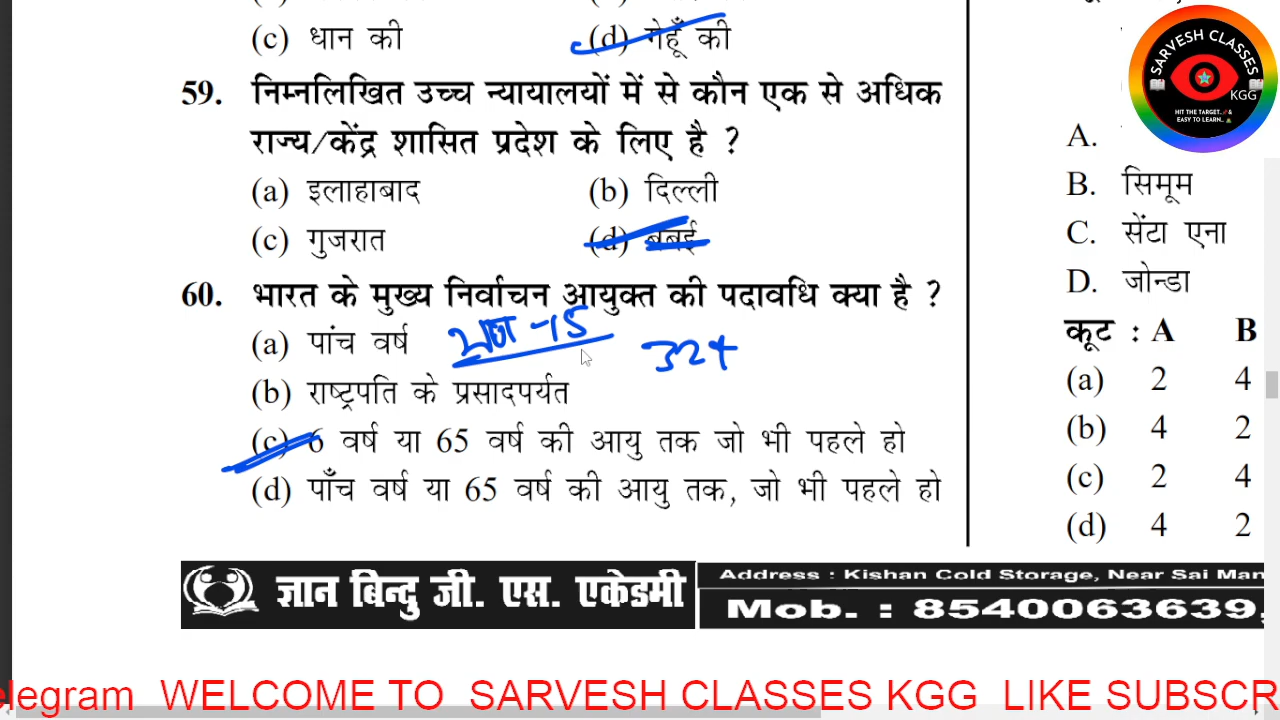 (c) धान की (d) गेहूँ की
59. निम्नलिखित उच्च न्यायालयों में से कौन एक से अधिक
राज्य/केंद्र शासित प्रदेश के लिए है ?
(a) इलाहाबाद (b) दिल्ली
(c) गुजरात (d) बंबई
60. भारत के मुख्य निर्वाचन आयुक्त की पदावधि क्या है ?
(a) पांच वर्ष
भाग -15 324
(b) राष्ट्रपति के प्रसादपर्यंत
(c) 6 वर्ष या 65 वर्ष की आयु तक जो भी पहले हो
(d) पाँच वर्ष या 65 वर्ष की आयु तक, जो भी पहले हो
A.
B. सिमूम
C. सेंटा एना
D. जोन्डा
कूट : A B
(a) 2 4
(b) 4 2
(c) 2 4
(d) 4 2
SARVESH CLASSES
KGG
HIT THE TARGET..&
EASY TO LEARN..
ज्ञान बिन्दु जी. एस. एकेडमी
Address : Kishan Cold Storage, Near Sai Man
Mob. : 8540063639,
elegram WELCOME TO SARVESH CLASSES KGG LIKE SUBSCR